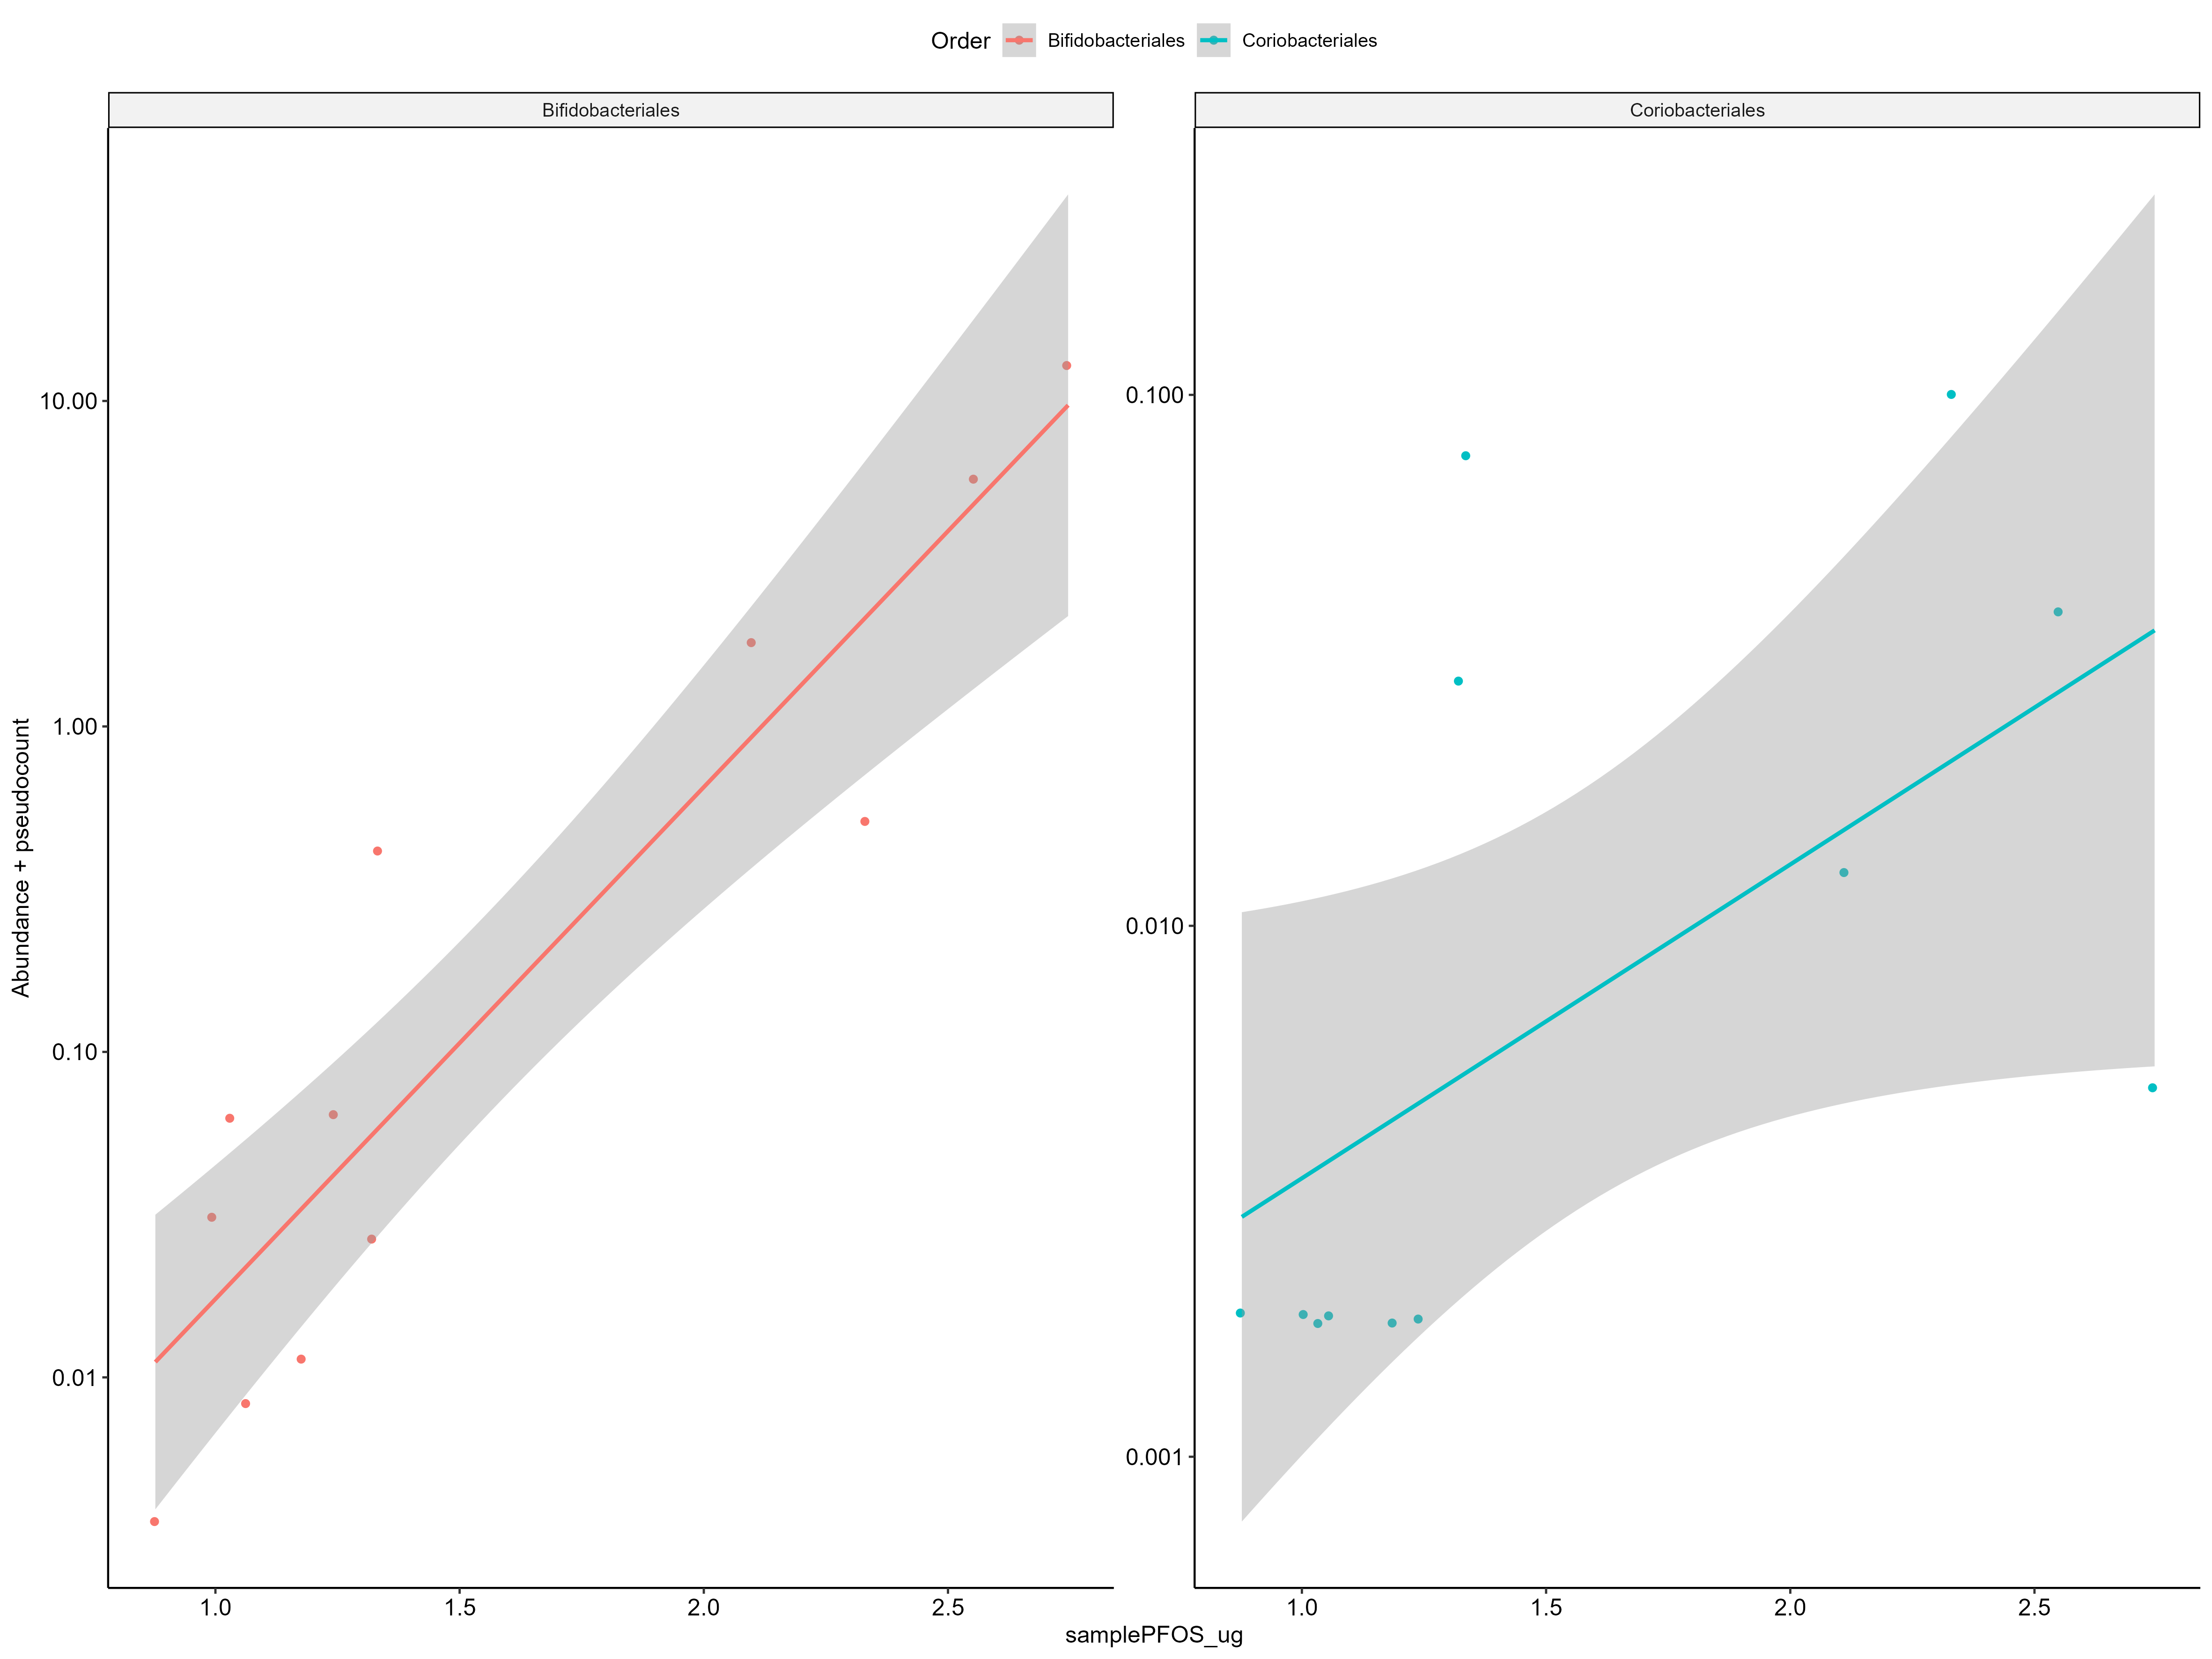 Order Bifidobacteriales Coriobacteriales
Bifidobacteriales
Coriobacteriales
Abundance + pseudocount
10.00
1.00
0.10
0.01
0.100
0.010
0.001
1.0 1.5 2.0 2.5
1.0 1.5 2.0 2.5
samplePFOS_ug